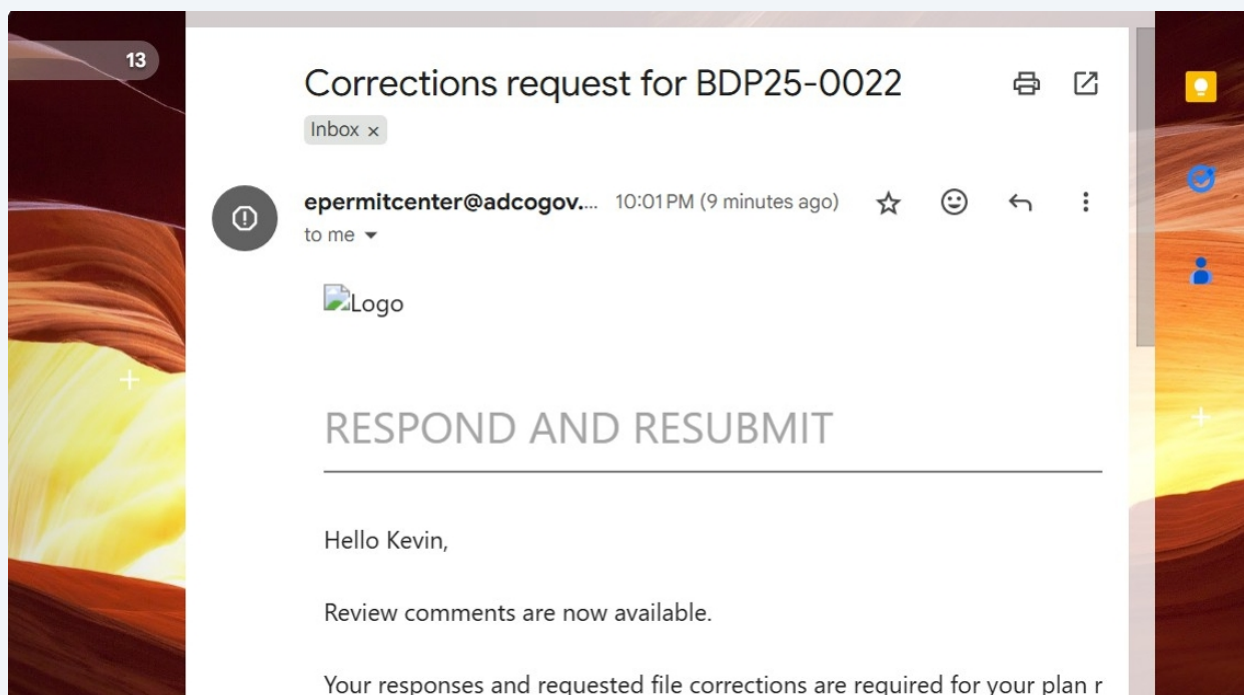 13
Corrections request for BDP25-0022
Inbox ×
epermitcenter@adcogov.... 10:01 PM (9 minutes ago)
to me
Logo
RESPOND AND RESUBMIT
Hello Kevin,
Review comments are now available.
Your responses and requested file corrections are required for your plan r